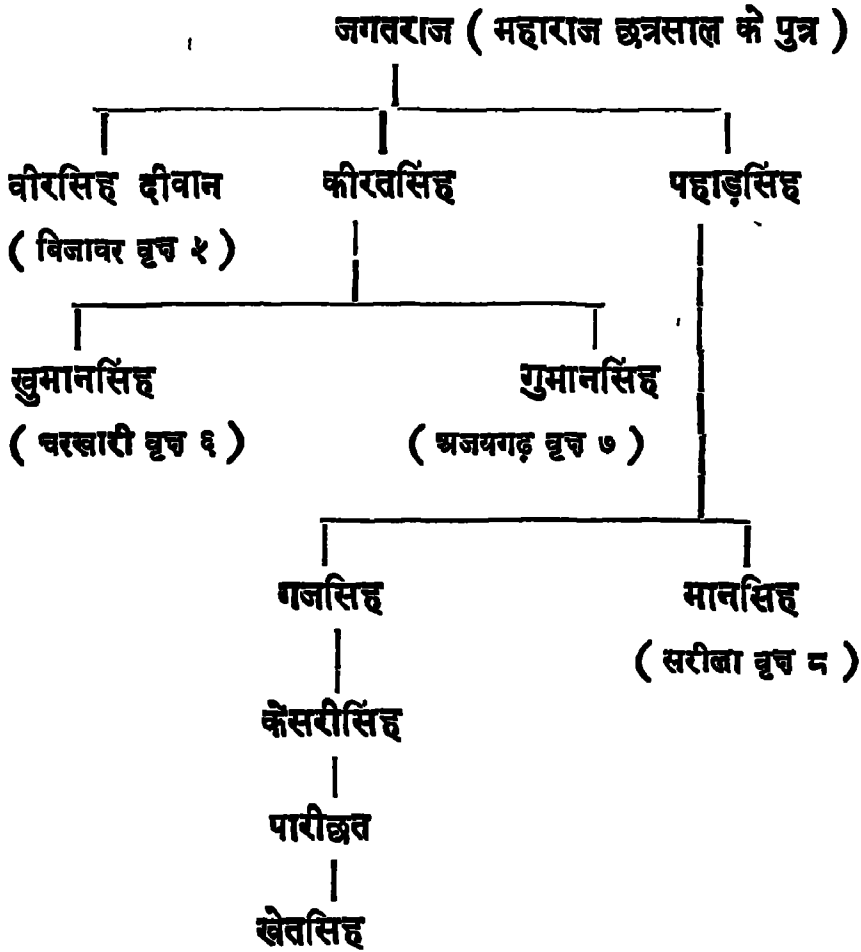 जगतराज ( महाराज छत्रसाल के पुत्र )
वीरसिंह दीवान कीरतसिंह पहाड़सिंह
( बिजावर वृक्ष ५ )
खुमानसिंह गुमानसिंह
( चरखारी वृक्ष ६ ) ( अजयगढ़ वृक्ष ७ )
गजसिंह मानसिंह
( सरीला वृक्ष ८ )
केसरीसिंह
पारीछत
खेतसिंह